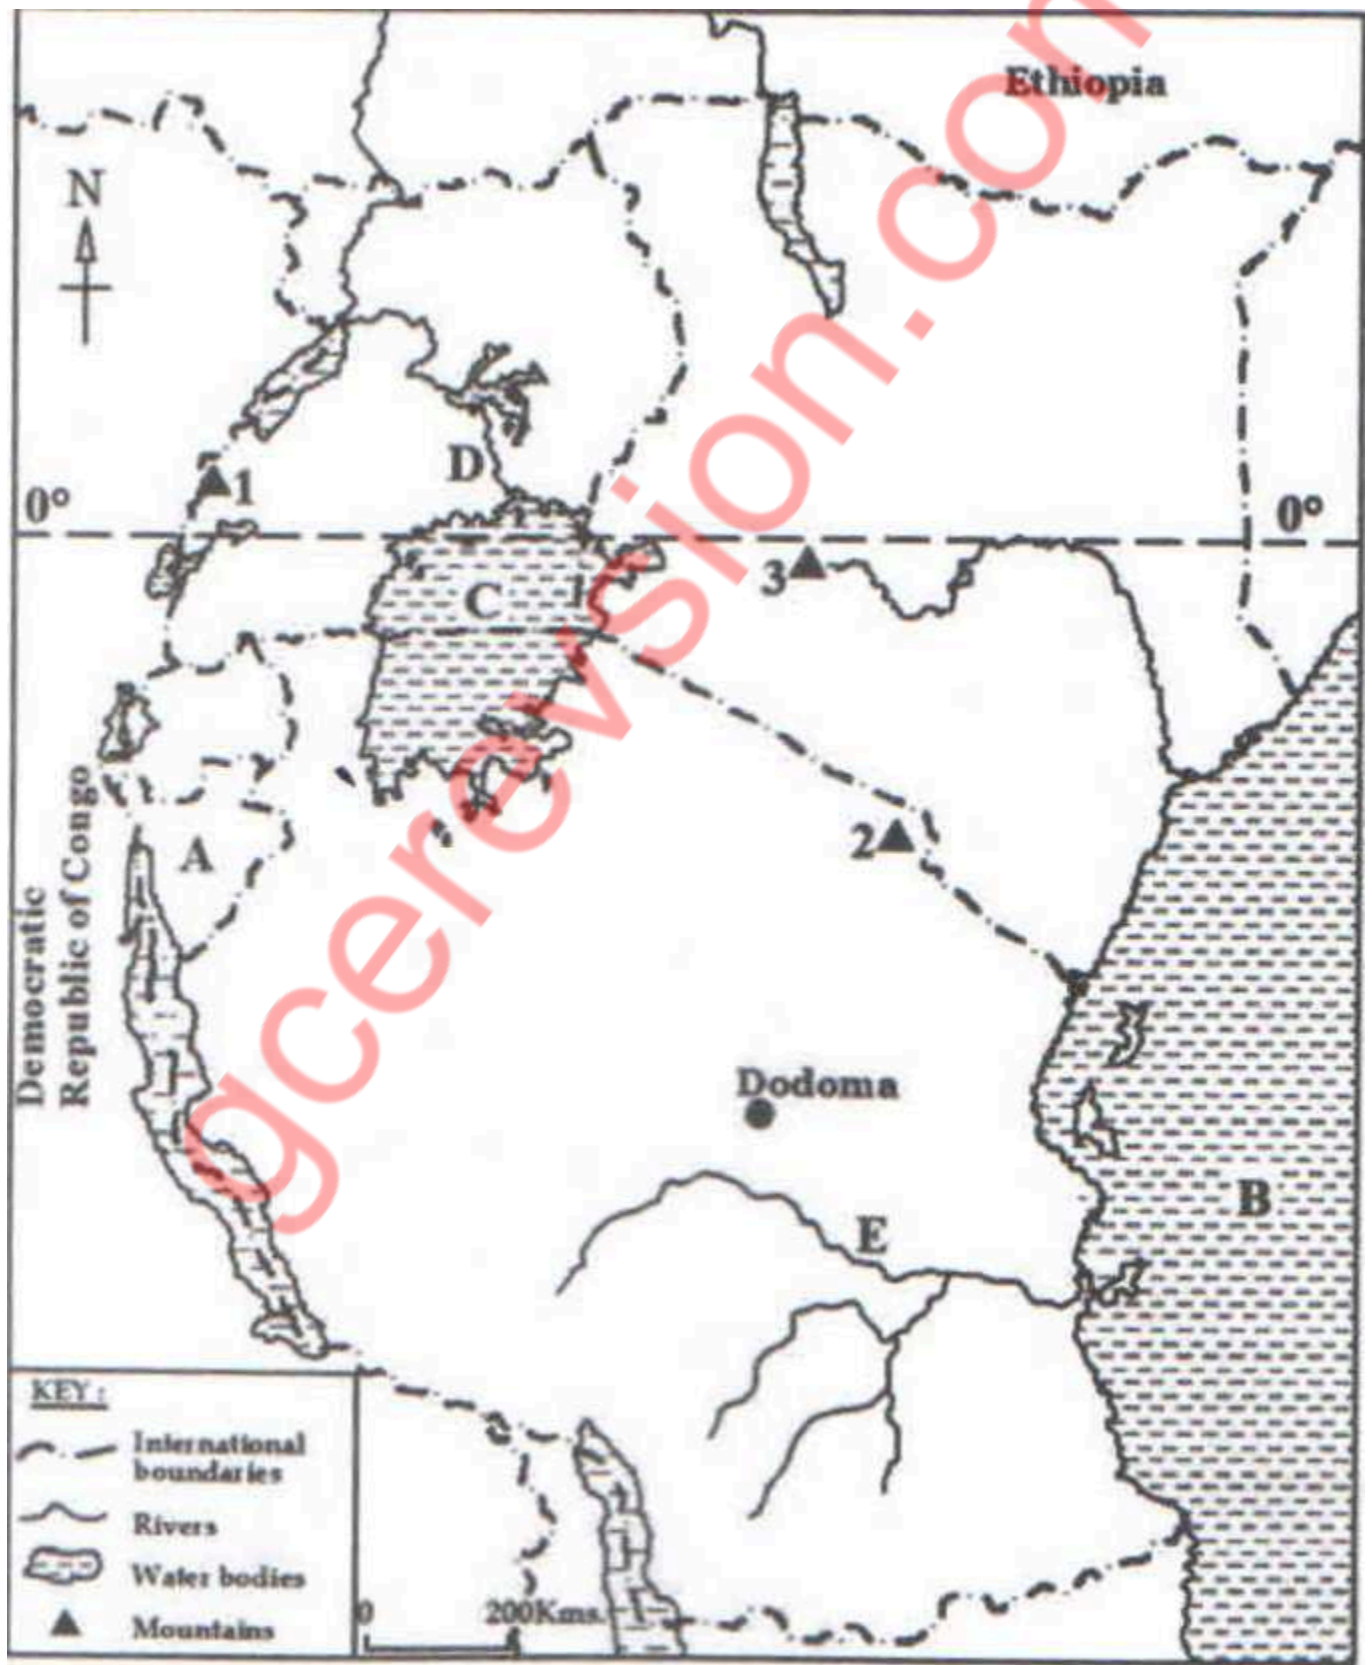 Ethiopia
N
D
1
0°
0°
3
C
2
A
Democratic
Republic of Congo
Dodoma
B
E
KEY :
International
boundaries
Rivers
Water bodies
Mountains
0 200Kms.
gcerevsion.com